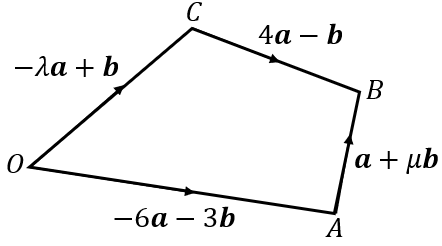 C
4a − b
−λa + b
B
O
a + μb
−6a − 3b
A